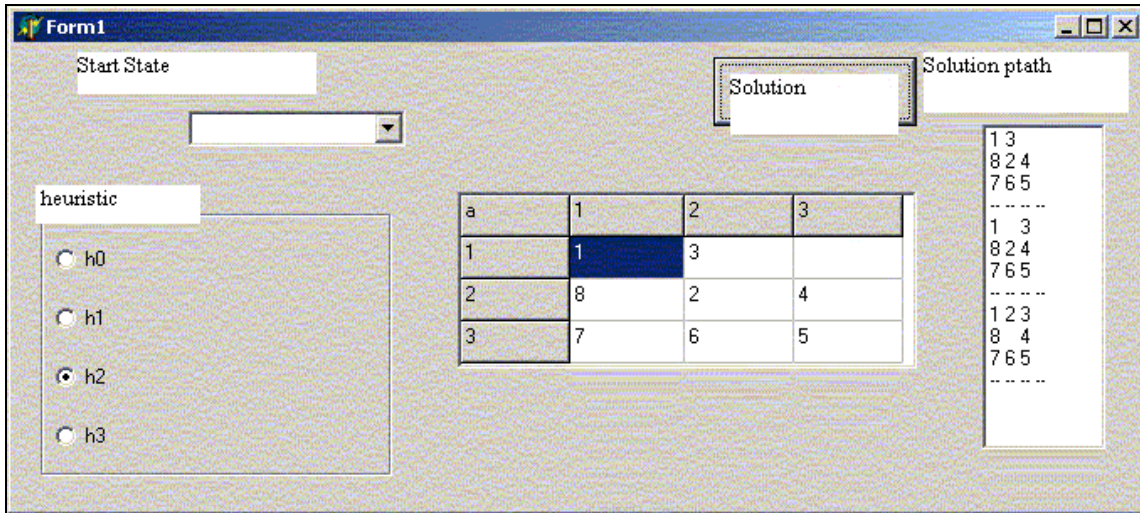 Form1
Start State
Solution
Solution ptath
heuristic
h0
h1
h2
h3
a 1 2 3
1 1 3
2 8 2 4
3 7 6 5
1 3
8 2 4
7 6 5
-- -- -- --
1 3
8 2 4
7 6 5
-- -- -- --
1 2 3
8 4
7 6 5
-- -- -- --